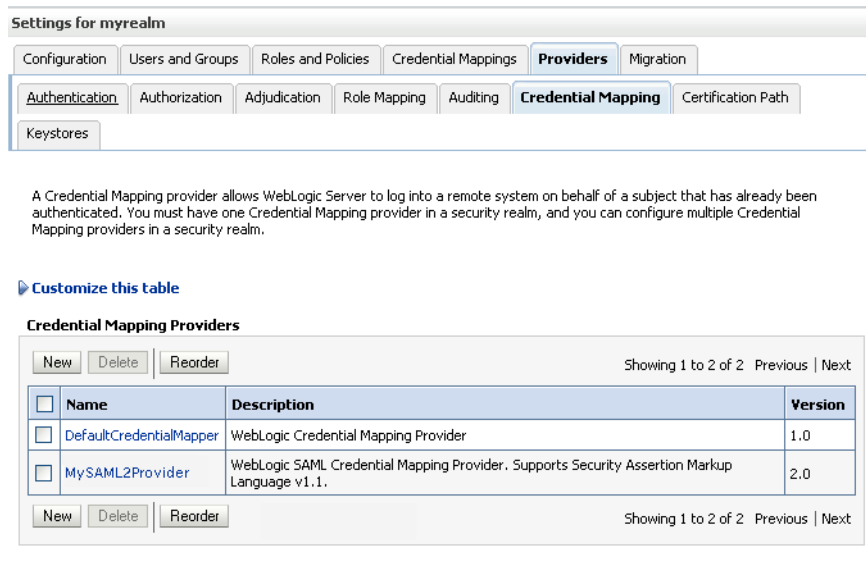 Settings for myrealm
Configuration Users and Groups Roles and Policies Credential Mappings Providers Migration
Authentication Authorization Adjudication Role Mapping Auditing Credential Mapping Certification Path
Keystores
A Credential Mapping provider allows WebLogic Server to log into a remote system on behalf of a subject that has already been
authenticated. You must have one Credential Mapping provider in a security realm, and you can configure multiple Credential
Mapping providers in a security realm.
Customize this table
Credential Mapping Providers
New Delete Reorder Showing 1 to 2 of 2 Previous | Next
Name Description Version
DefaultCredentialMapper WebLogic Credential Mapping Provider 1.0
MySAML2Provider WebLogic SAML Credential Mapping Provider. Supports Security Assertion Markup
Language v1.1. 2.0
New Delete Reorder Showing 1 to 2 of 2 Previous | Next